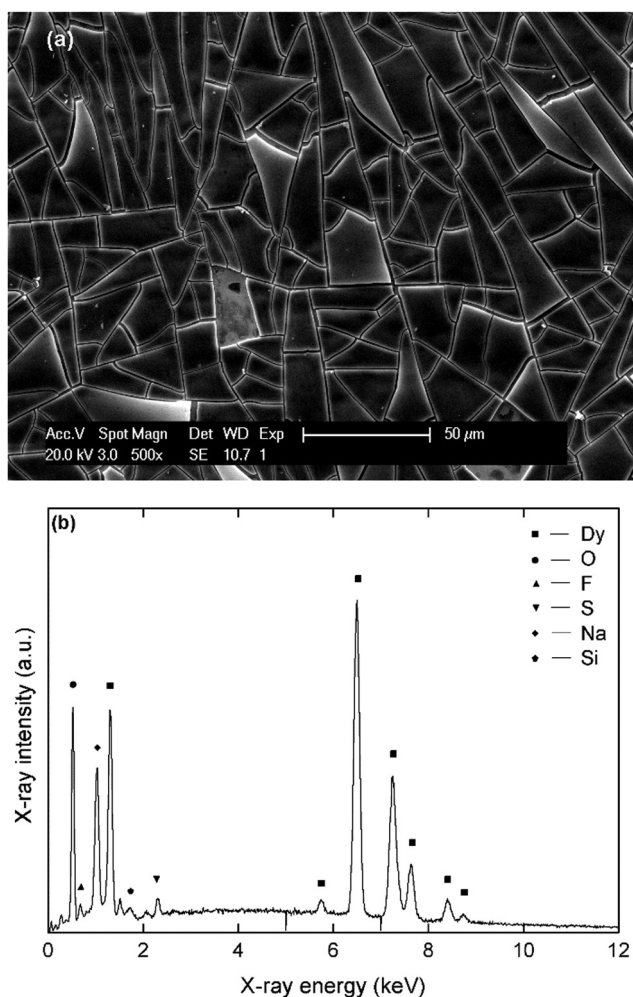 (a)
Acc.V Spot Magn Det WD Exp 50 μm
20.0 kV 3.0 500x SE 10.7 1
(b)
■ — Dy
● — O
▲ — F
▼ — S
◆ — Na
⬟ — Si
X-ray intensity (a.u.)
0 2 4 6 8 10 12
X-ray energy (keV)